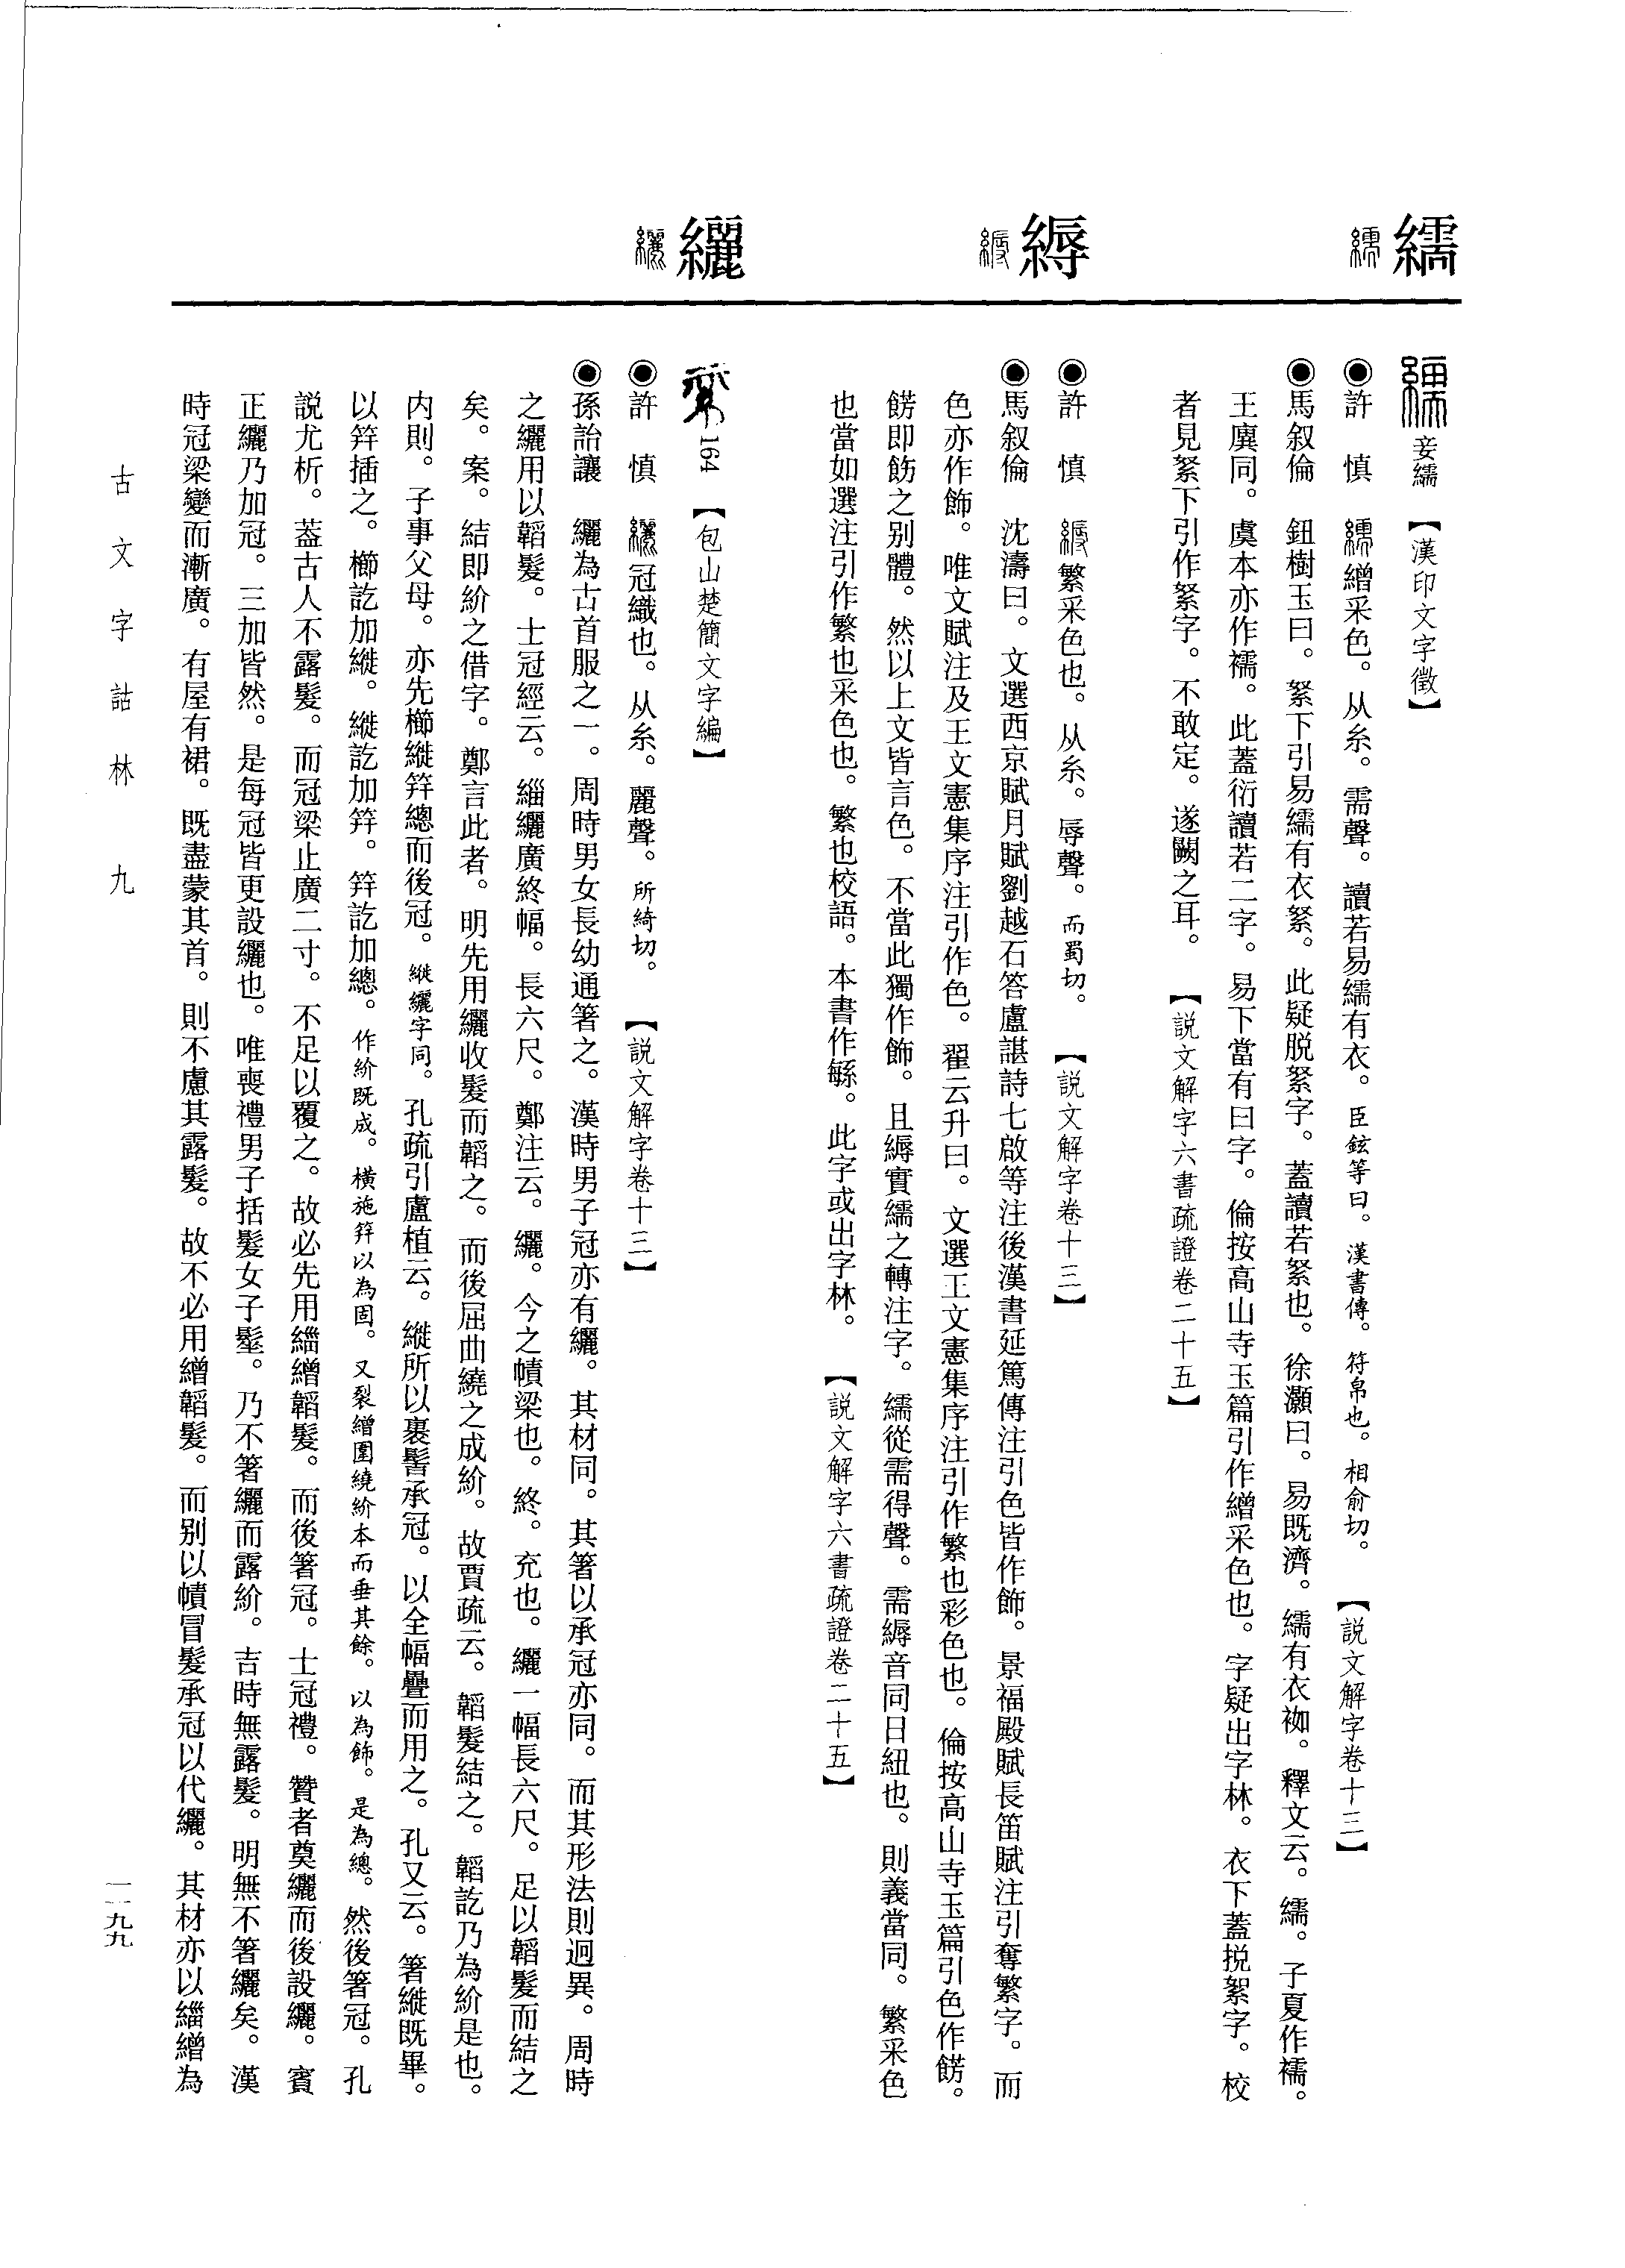 繻
妾繻【漢印文字徵】
◉許　慎　繻繒采色。从糸。需聲。讀若易繻有衣。臣鉉等曰。漢書傳。符帛也。相俞切。【説文解字卷十三】
◉馬叙倫　鈕樹玉曰。絮下引易繻有衣絮。此疑脱絮字。蓋讀若絮也。徐灝曰。易既濟。繻有衣袽。釋文云。繻。子夏作襦。
王廙同。虞本亦作襦。此蓋衍讀若二字。易下當有曰字。倫按高山寺玉篇引作繒采色也。字疑出字林。衣下蓋捝絮字。校
者見絮下引作絮字。不敢定。遂闕之耳。【説文解字六書疏證卷二十五】
縟
◉許　慎　縟繁采色也。从糸。辱聲。而蜀切。【説文解字卷十三】
◉馬叙倫　沈濤曰。文選西京賦月賦劉越石答盧諶詩七啟等注後漢書延篤傳注引色皆作飾。景福殿賦長笛賦注引奪繁字。而
色亦作飾。唯文賦注及王文憲集序注引作色。翟云升曰。文選王文憲集序注引作繁也彩色也。倫按高山寺玉篇引色作餝。
餝即飭之别體。然以上文皆言色。不當此獨作飾。且縟實繻之轉注字。繻從需得聲。需縟音同日紐也。則義當同。繁采色
也當如選注引作繁也采色也。繁也校語。本書作緐。此字或出字林。【説文解字六書疏證卷二十五】
纚
164【包山楚簡文字編】
◉許　慎　纚冠織也。从糸。麗聲。所綺切。【説文解字卷十三】
◉孫詒讓　纚為古首服之一。周時男女長幼通箸之。漢時男子冠亦有纚。其材同。其箸以承冠亦同。而其形法則迥異。周時
之纚用以韜髮。士冠經云。緇纚廣終幅。長六尺。鄭注云。纚。今之幘梁也。終。充也。纚一幅長六尺。足以韜髮而結之
矣。案。結即紒之借字。鄭言此者。明先用纚收髮而韜之。而後屈曲繞之成紒。故賈疏云。韜髮結之。韜訖乃為紒是也。
内則。子事父母。亦先櫛縰笄總而後冠。縰纚字同。孔疏引盧植云。縰所以裹髻承冠。以全幅疊而用之。孔又云。箸縰既畢。
以笄插之。櫛訖加縰。縰訖加笄。笄訖加總。作紒既成。横施笄以為固。又裂繒圍繞紒本而垂其餘。以為飾。是為總。然後箸冠。孔
説尤析。蓋古人不露髮。而冠梁止廣二寸。不足以覆之。故必先用緇繒韜髮。而後箸冠。士冠禮。贊者奠纚而後設纚。賓
正纚乃加冠。三加皆然。是每冠皆更設纚也。唯喪禮男子括髮女子髽。乃不箸纚而露紒。吉時無露髮。明無不箸纚矣。漢
時冠梁變而漸廣。有屋有裙。既盡蒙其首。則不慮其露髮。故不必用繒韜髮。而别以幘冒髮承冠以代纚。其材亦以緇繒為
古文字詁林　九
一一九九